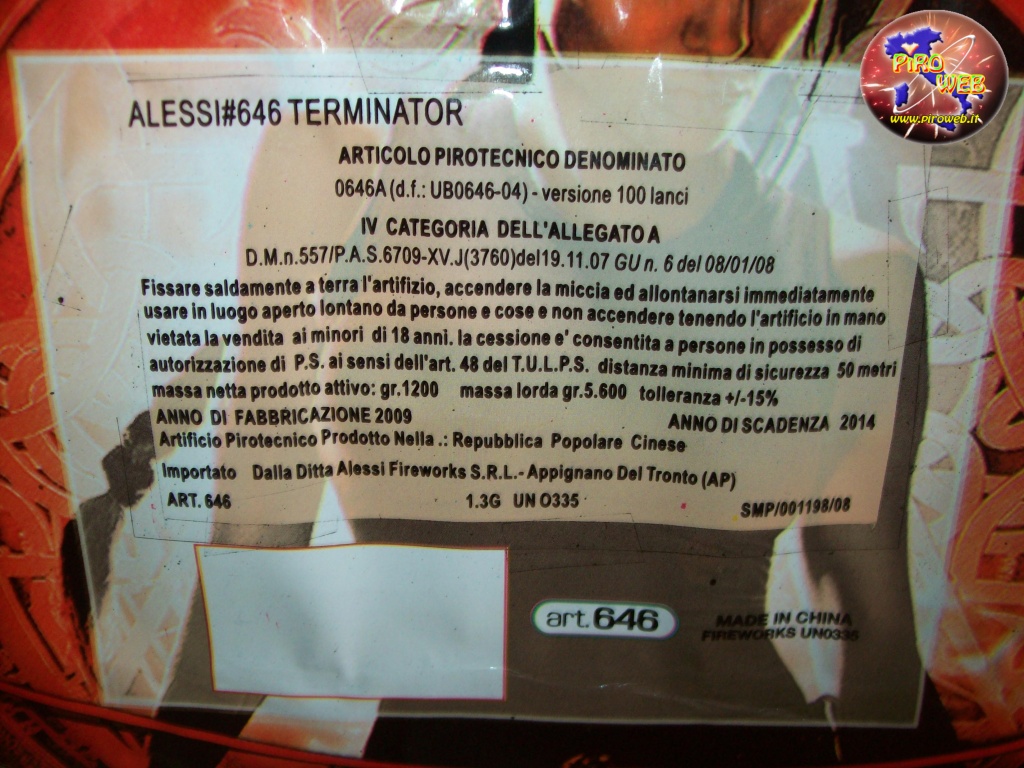 PIRO
WEB
www.piroweb.it
ALESSI#646 TERMINATOR
ARTICOLO PIROTECNICO DENOMINATO
0646A (d.f.: UB0646-04) - versione 100 lanci
IV CATEGORIA DELL'ALLEGATO A
D.M.n.557/P.A.S.6709-XV.J(3760)del19.11.07 GU n. 6 del 08/01/08
Fissare saldamente a terra l'artifizio, accendere la miccia ed allontanarsi immediatamente
usare in luogo aperto lontano da persone e cose e non accendere tenendo l'artificio in mano
vietata la vendita ai minori di 18 anni. la cessione e' consentita a persone in possesso di
autorizzazione di P.S. ai sensi dell'art. 48 del T.U.L.P.S. distanza minima di sicurezza 50 metri
massa netta prodotto attivo: gr.1200 massa lorda gr.5.600 tolleranza +/-15%
ANNO DI FABBRICAZIONE 2009 ANNO DI SCADENZA 2014
Artificio Pirotecnico Prodotto Nella .: Repubblica Popolare Cinese
Importato Dalla Ditta Alessi Fireworks S.R.L.- Appignano Del Tronto (AP)
ART. 646 1.3G UN O335 SMP/001198/08
art. 646
MADE IN CHINA
FIREWORKS UN0335